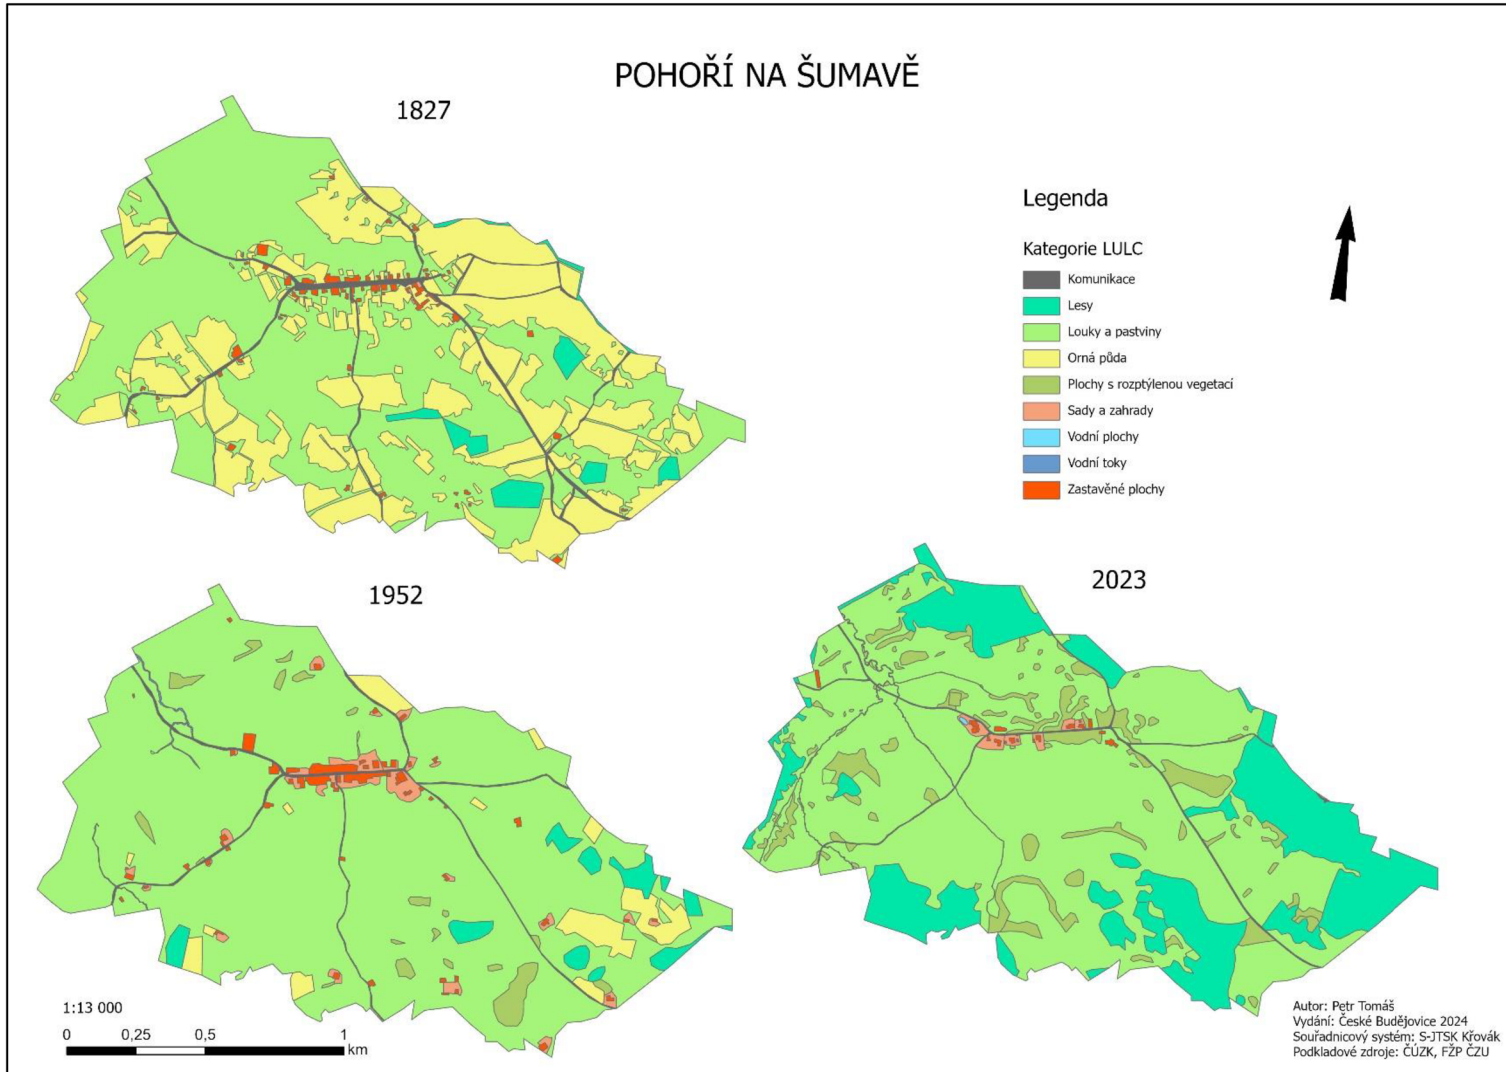 POHOŘÍ NA ŠUMAVĚ
1827
Legenda
Kategorie LULC
Komunikace
Lesy
Louky a pastviny
Orná půda
Plochy s rozptýlenou vegetací
Sady a zahrady
Vodní plochy
Vodní toky
Zastavěné plochy
1952
2023
1:13 000
0 0,25 0,5 1
km
Autor: Petr Tomáš
Vydání: České Budějovice 2024
Souřadnicový systém: S-JTSK Křovák
Podkladové zdroje: ČÚZK, FŽP ČZU